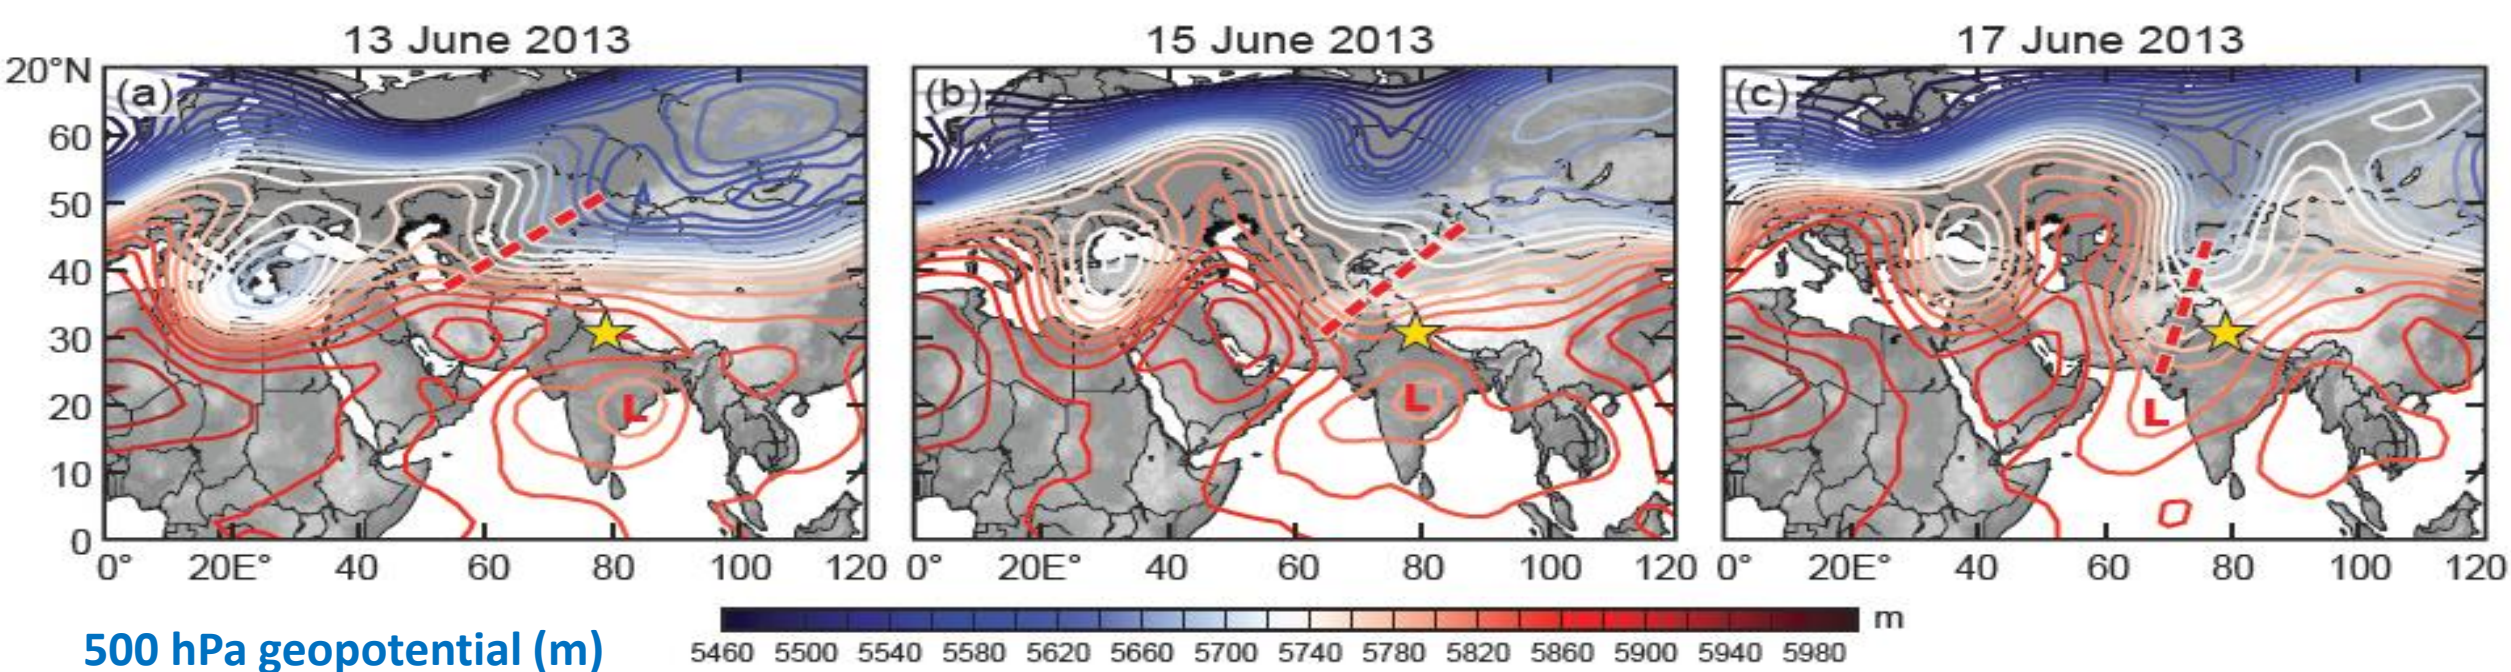 13 June 2013
15 June 2013
17 June 2013
20°N
(a)
(b)
(c)
60
50
40
30
20
10
0
L
L
L
0° 20E° 40 60 80 100 120
0° 20E° 40 60 80 100 120
0° 20E° 40 60 80 100 120
m
5460 5500 5540 5580 5620 5660 5700 5740 5780 5820 5860 5900 5940 5980
500 hPa geopotential (m)